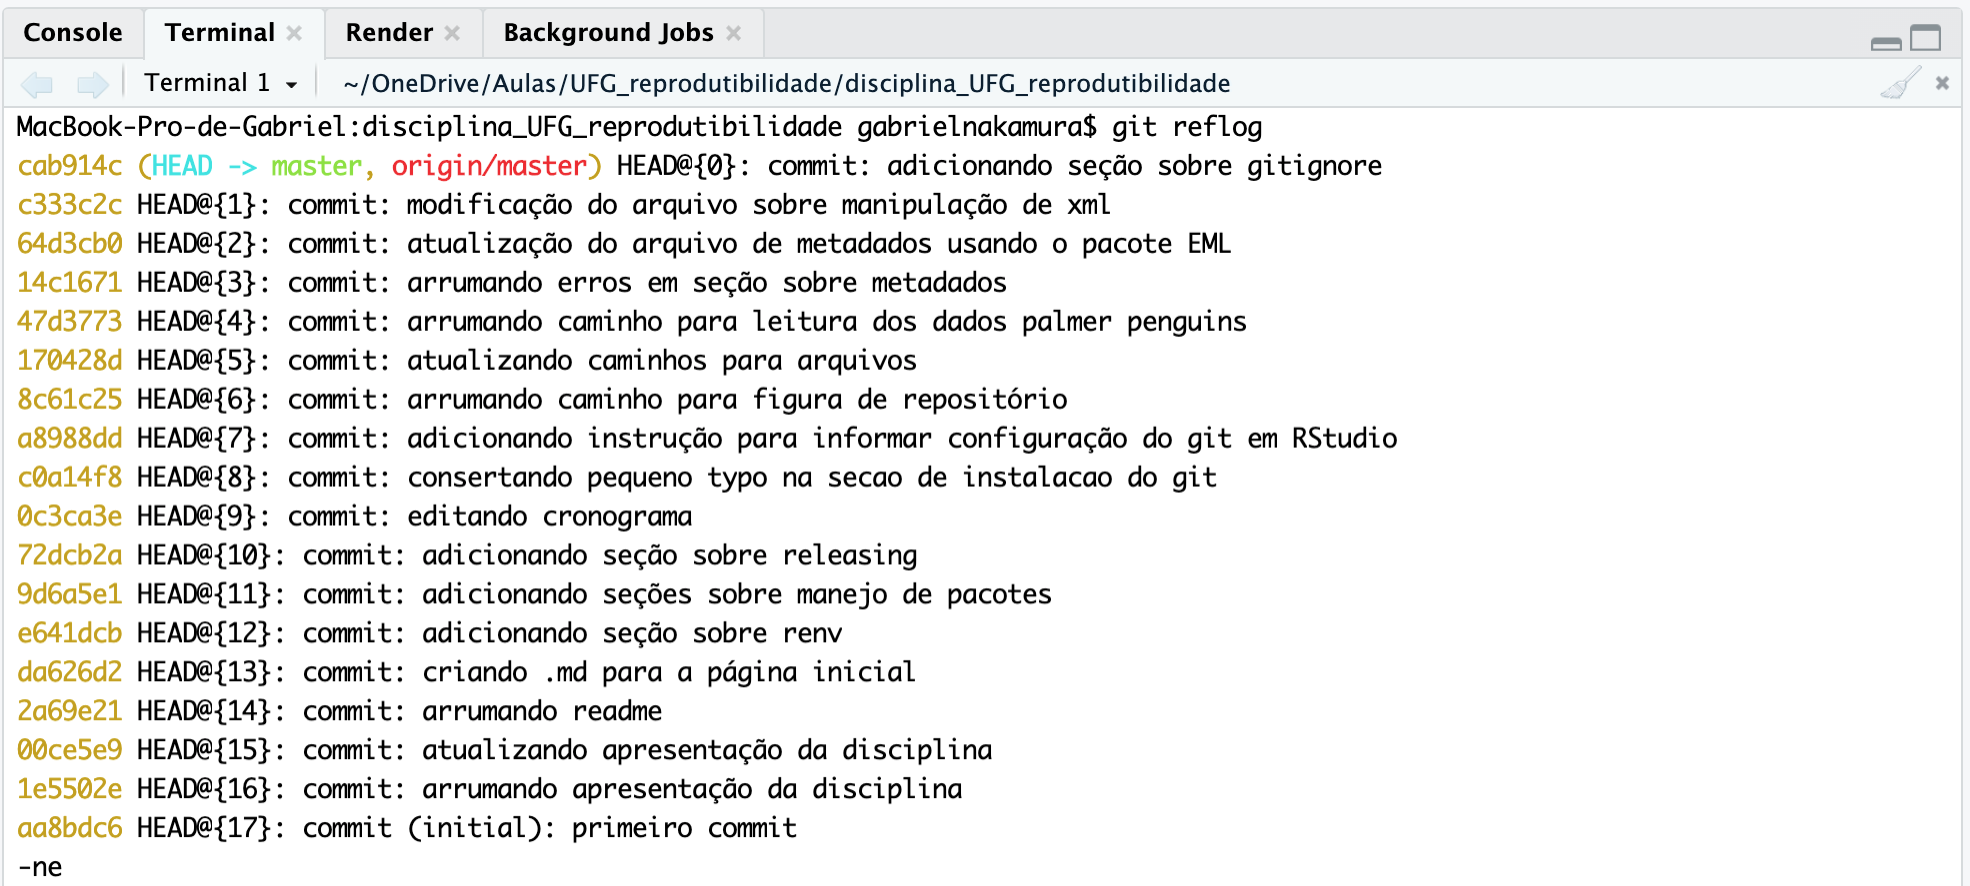 Console Terminal Render Background Jobs
Terminal 1 ~/OneDrive/Aulas/UFG_reprodutibilidade/disciplina_UFG_reprodutibilidade
MacBook-Pro-de-Gabriel:disciplina_UFG_reprodutibilidade gabrielnakamura$ git reflog
cab914c (HEAD -> master, origin/master) HEAD@{0}: commit: adicionando seção sobre gitignore
c333c2c HEAD@{1}: commit: modificação do arquivo sobre manipulação de xml
64d3cb0 HEAD@{2}: commit: atualização do arquivo de metadados usando o pacote EML
14c1671 HEAD@{3}: commit: arrumando erros em seção sobre metadados
47d3773 HEAD@{4}: commit: arrumando caminho para leitura dos dados palmer penguins
170428d HEAD@{5}: commit: atualizando caminhos para arquivos
8c61c25 HEAD@{6}: commit: arrumando caminho para figura de repositório
a8988dd HEAD@{7}: commit: adicionando instrução para informar configuração do git em RStudio
c0a14f8 HEAD@{8}: commit: consertando pequeno typo na secao de instalacao do git
0c3ca3e HEAD@{9}: commit: editando cronograma
72dcb2a HEAD@{10}: commit: adicionando seção sobre releasing
9d6a5e1 HEAD@{11}: commit: adicionando seções sobre manejo de pacotes
e641dcb HEAD@{12}: commit: adicionando seção sobre renv
da626d2 HEAD@{13}: commit: criando .md para a página inicial
2a69e21 HEAD@{14}: commit: arrumando readme
00ce5e9 HEAD@{15}: commit: atualizando apresentação da disciplina
1e5502e HEAD@{16}: commit: arrumando apresentação da disciplina
aa8bdc6 HEAD@{17}: commit (initial): primeiro commit
-ne